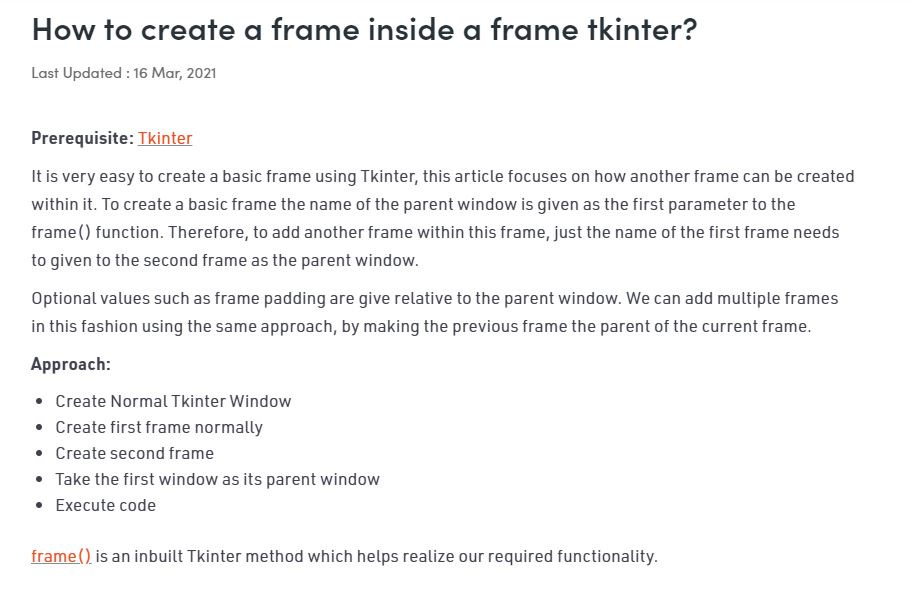 How to create a frame inside a frame tkinter?
Last Updated : 16 Mar, 2021
Prerequisite: Tkinter
It is very easy to create a basic frame using Tkinter, this article focuses on how another frame can be created
within it. To create a basic frame the name of the parent window is given as the first parameter to the
frame() function. Therefore, to add another frame within this frame, just the name of the first frame needs
to given to the second frame as the parent window.
Optional values such as frame padding are give relative to the parent window. We can add multiple frames
in this fashion using the same approach, by making the previous frame the parent of the current frame.
Approach:
• Create Normal Tkinter Window
• Create first frame normally
• Create second frame
• Take the first window as its parent window
• Execute code
frame() is an inbuilt Tkinter method which helps realize our required functionality.